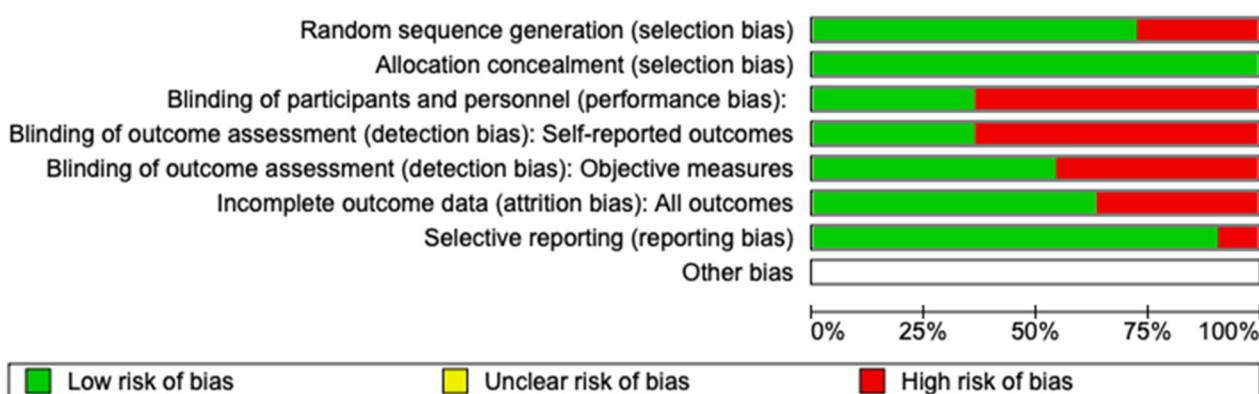 Random sequence generation (selection bias)
Allocation concealment (selection bias)
Blinding of participants and personnel (performance bias):
Blinding of outcome assessment (detection bias): Self-reported outcomes
Blinding of outcome assessment (detection bias): Objective measures
Incomplete outcome data (attrition bias): All outcomes
Selective reporting (reporting bias)
Other bias
0% 25% 50% 75% 100%
Low risk of bias Unclear risk of bias High risk of bias